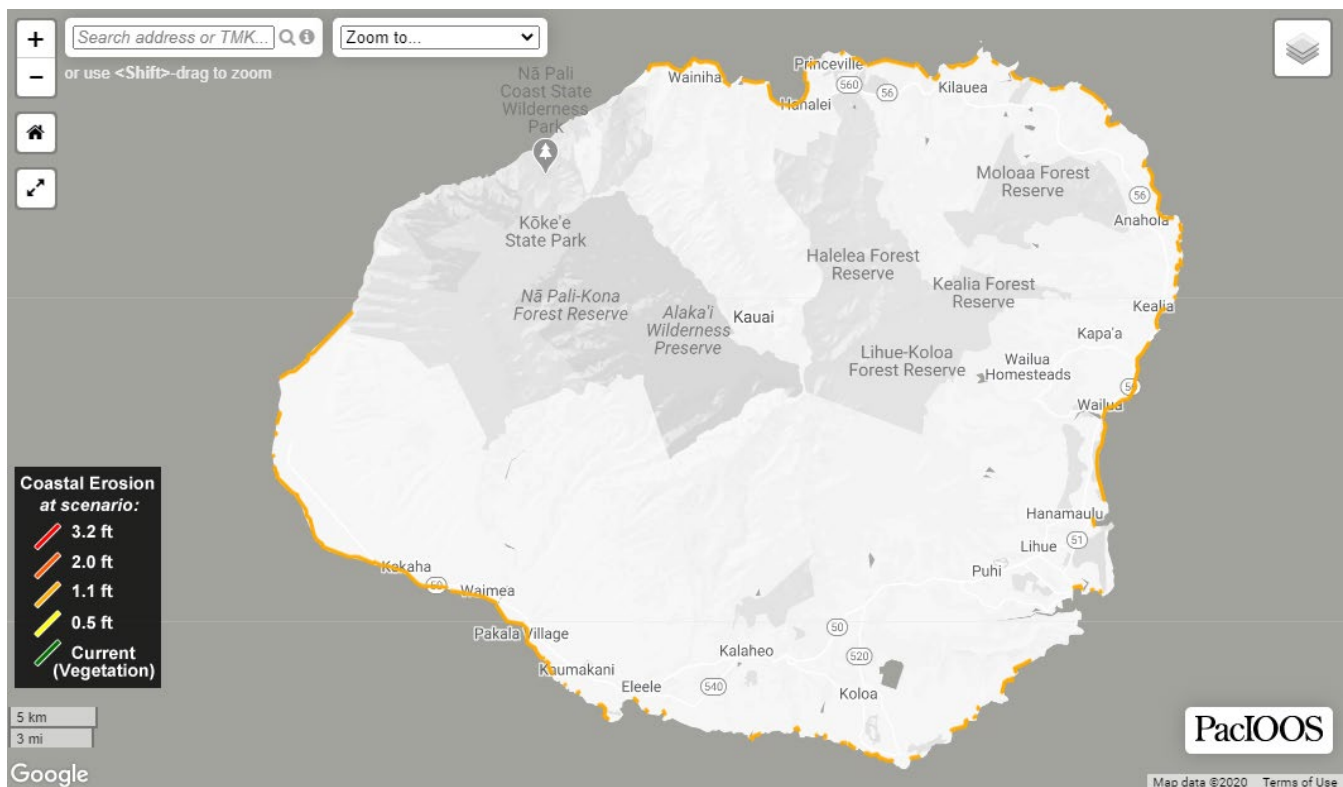 +
Search address or TMK...
Zoom to...
−
or use <Shift>-drag to zoom
Nā Pali
Coast State
Wilderness
Park
Wainiha
Princeville
560
56
Hanalei
Kilauea
Moloaa Forest
Reserve
56
Anahola
Kōke'e
State Park
Halelea Forest
Reserve
Kealia Forest
Reserve
Nā Pali-Kona
Forest Reserve
Alaka'i
Wilderness
Preserve
Kauai
Kealia
Kapa'a
Lihue-Koloa
Forest Reserve
Wailua
Homesteads
56
Wailua
Coastal Erosion
at scenario:
3.2 ft
2.0 ft
1.1 ft
0.5 ft
Current
(Vegetation)
Hanamaulu
Lihue
51
Puhi
Kekaha
50
Waimea
Pakala Village
Kaumakani
Eleele
Kalaheo
50
520
540
Koloa
5 km
3 mi
PacIOOS
Google
Map data ©2020
Terms of Use